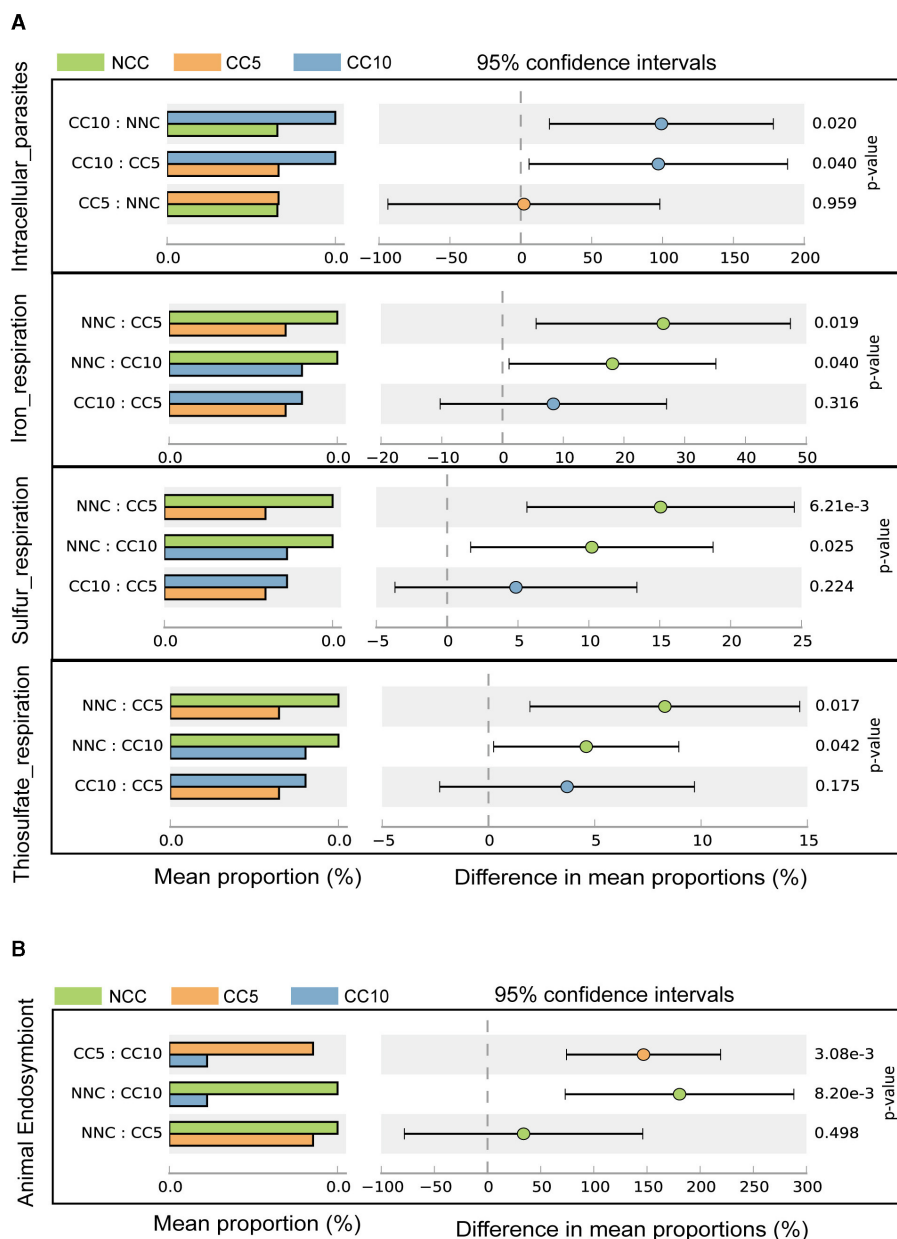 A
NCC CC5 CC10 95% confidence intervals
Intracellular_parasites
CC10 : NNC 0.020
CC10 : CC5 0.040
CC5 : NNC 0.959
p-value
0.0 0.0 −100 −50 0 50 100 150 200
Iron_respiration
NNC : CC5 0.019
NNC : CC10 0.040
CC10 : CC5 0.316
p-value
0.0 0.0 −20 −10 0 10 20 30 40 50
Sulfur_respiration
NNC : CC5 6.21e-3
NNC : CC10 0.025
CC10 : CC5 0.224
p-value
0.0 0.0 −5 0 5 10 15 20 25
Thiosulfate_respiration
NNC : CC5 0.017
NNC : CC10 0.042
CC10 : CC5 0.175
p-value
0.0 0.0 −5 0 5 10 15
Mean proportion (%) Difference in mean proportions (%)
B
NCC CC5 CC10 95% confidence intervals
Animal Endosymbiont
CC5 : CC10 3.08e-3
NNC : CC10 8.20e-3
NNC : CC5 0.498
p-value
0.0 0.0 −100 −50 0 50 100 150 200 250 300
Mean proportion (%) Difference in mean proportions (%)